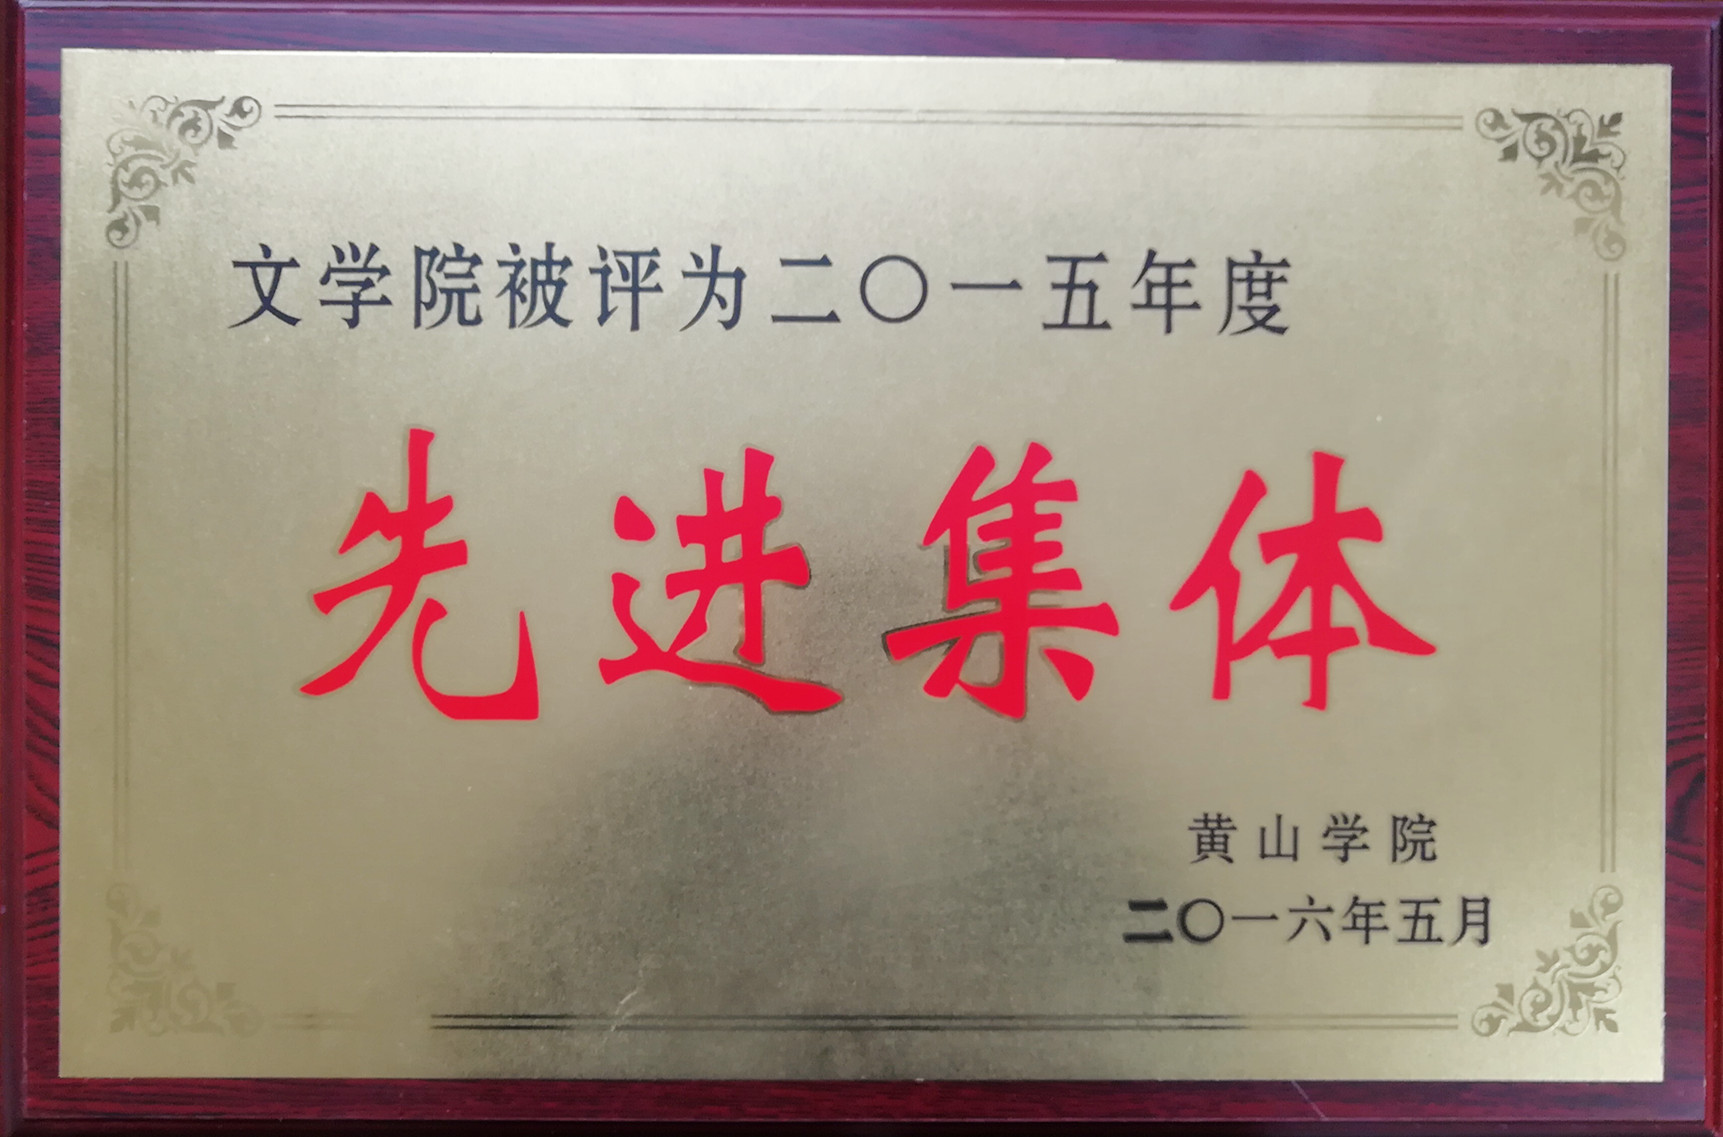 文学院被评为二〇一五年度
先进集体
黄山学院
二〇一六年五月